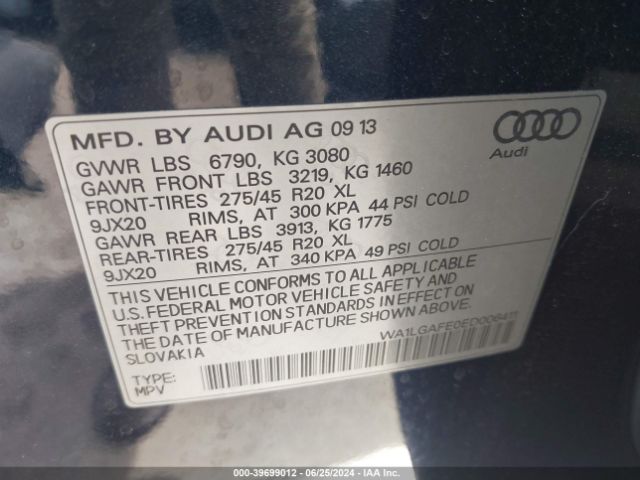 MFD. BY AUDI AG 09 13
GVWR LBS 6790, KG 3080
GAWR FRONT LBS 3219, KG 1460
FRONT-TIRES 275/45 R20 XL
9JX20 RIMS, AT 300 KPA 44 PSI COLD
GAWR REAR LBS 3913, KG 1775
REAR-TIRES 275/45 R20 XL
9JX20 RIMS, AT 340 KPA 49 PSI COLD
Audi
THIS VEHICLE CONFORMS TO ALL APPLICABLE
U.S. FEDERAL MOTOR VEHICLE SAFETY AND
THEFT PREVENTION STANDARDS IN EFFECT ON
THE DATE OF MANUFACTURE SHOWN ABOVE.
SLOVAKIA
WA1LGAFE0ED006411
TYPE:
MPV
000-39699012 - 06/25/2024 - IAA Inc.